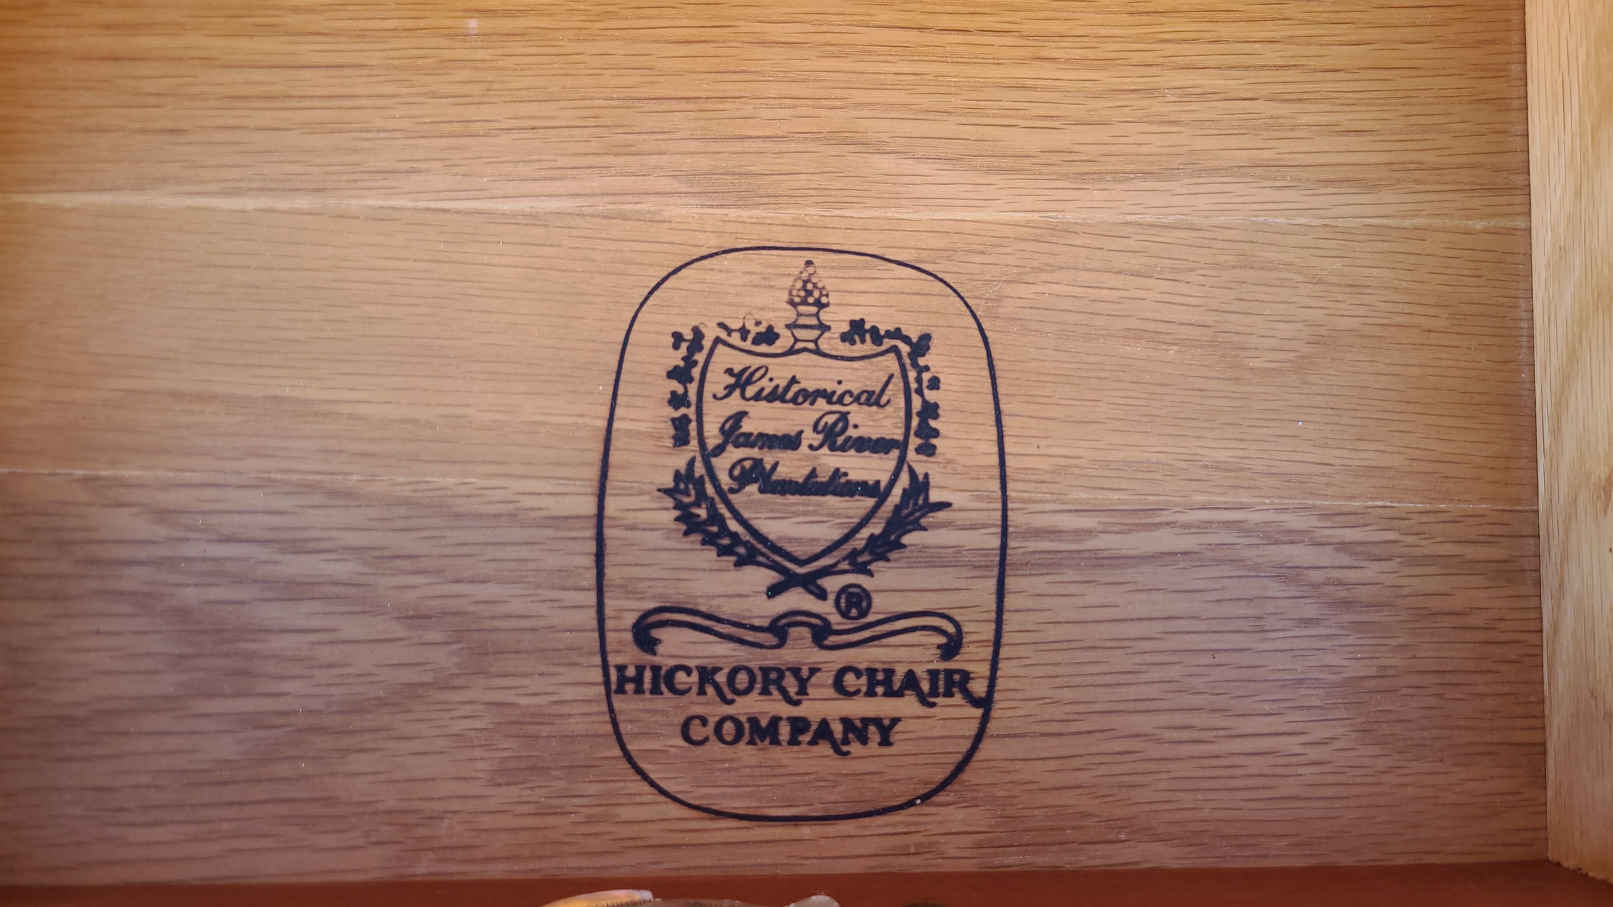 Historical
James River
Plantations
®
HICKORY CHAIR
COMPANY